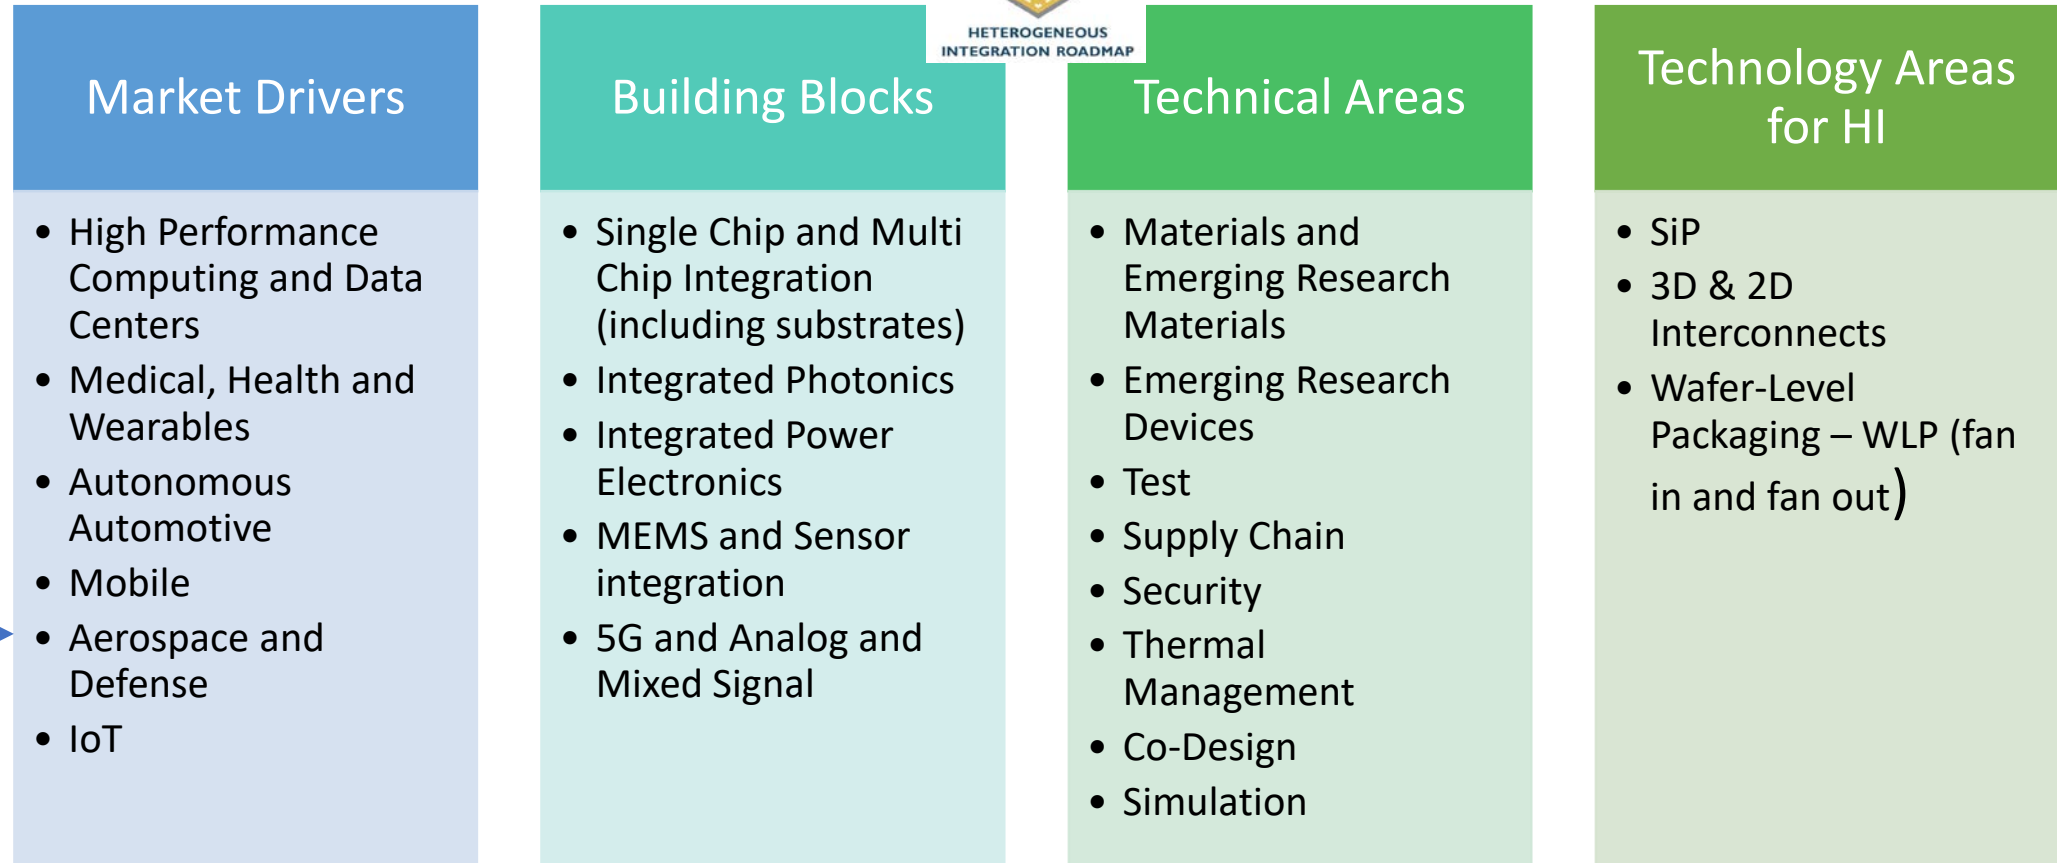 HETEROGENEOUS
INTEGRATION ROADMAP
Market Drivers
• High Performance
Computing and Data
Centers
• Medical, Health and
Wearables
• Autonomous
Automotive
• Mobile
• Aerospace and
Defense
• IoT
Building Blocks
• Single Chip and Multi
Chip Integration
(including substrates)
• Integrated Photonics
• Integrated Power
Electronics
• MEMS and Sensor
integration
• 5G and Analog and
Mixed Signal
Technical Areas
• Materials and
Emerging Research
Materials
• Emerging Research
Devices
• Test
• Supply Chain
• Security
• Thermal
Management
• Co-Design
• Simulation
Technology Areas
for HI
• SiP
• 3D & 2D
Interconnects
• Wafer-Level
Packaging – WLP (fan
in and fan out)